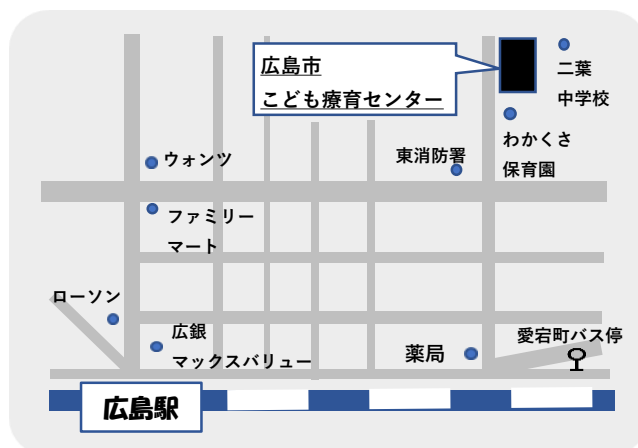 広島市
こども療育センター
二葉
中学校
わかくさ
保育園
東消防署
ウォンツ
ファミリー
マート
ローソン
広銀
マックスバリュー
薬局
愛宕町バス停
広島駅